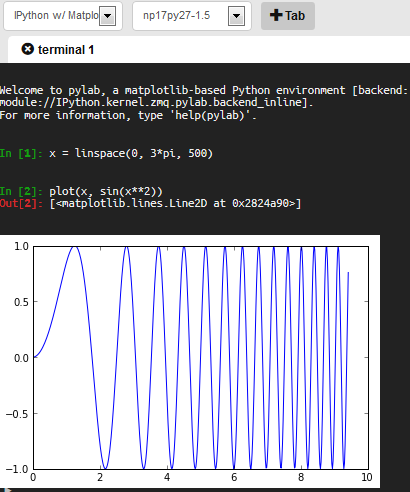 IPython w/ Matplo
np17py27-1.5
Tab
terminal 1
Welcome to pylab, a matplotlib-based Python environment [backend:
module://IPython.kernel.zmq.pylab.backend_inline].
For more information, type 'help(pylab)'.
In [1]: x = linspace(0, 3*pi, 500)
In [2]: plot(x, sin(x**2))
Out[2]: [<matplotlib.lines.Line2D at 0x2824a90>]
1.0
0.5
0.0
−0.5
−1.0
0 2 4 6 8 10